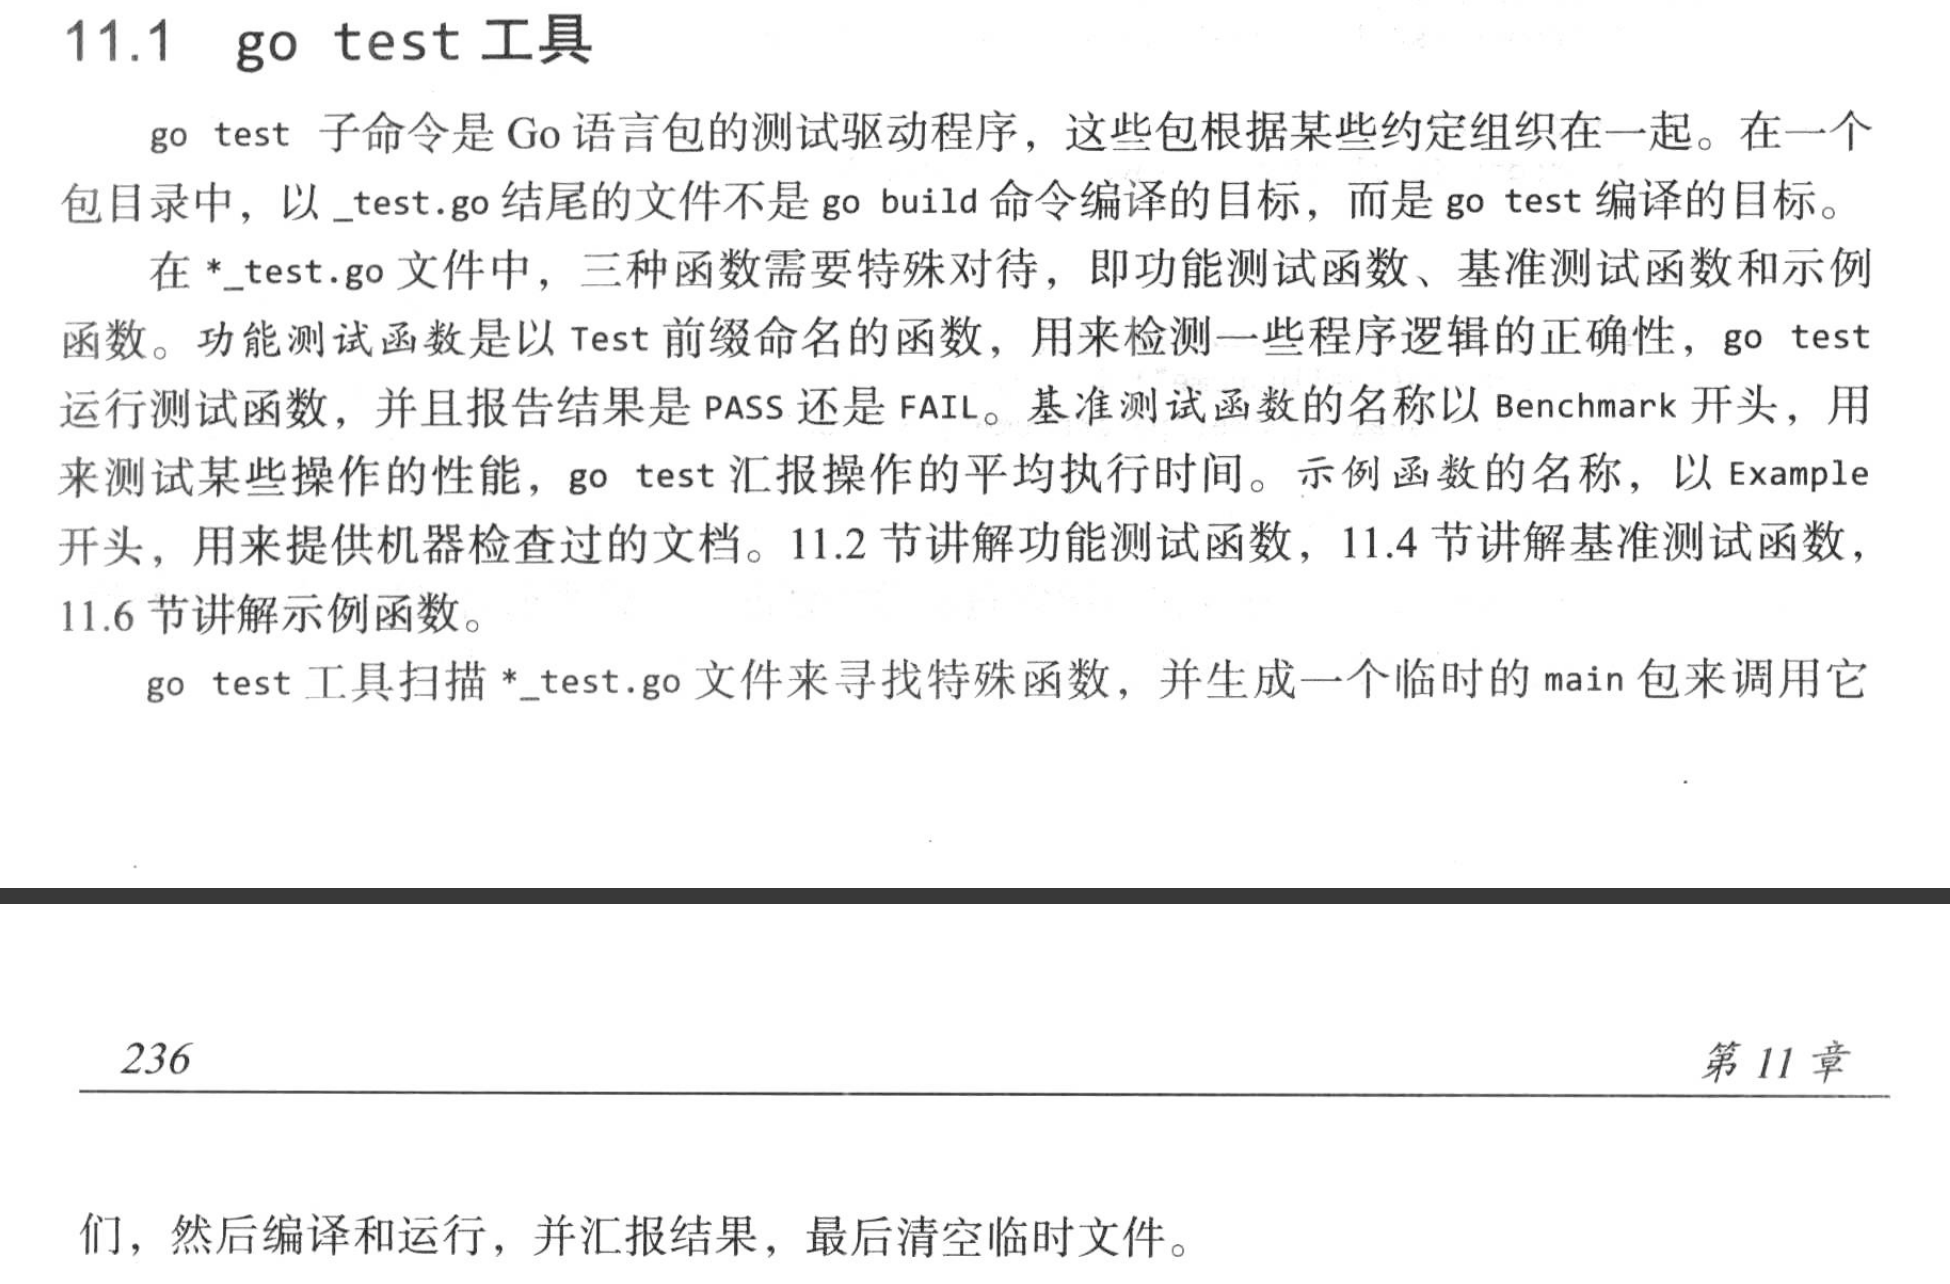 11.1 go test 工具
go test 子命令是 Go 语言包的测试驱动程序，这些包根据某些约定组织在一起。在一个
包目录中，以 _test.go 结尾的文件不是 go build 命令编译的目标，而是 go test 编译的目标。
在 *_test.go 文件中，三种函数需要特殊对待，即功能测试函数、基准测试函数和示例
函数。功能测试函数是以 Test 前缀命名的函数，用来检测一些程序逻辑的正确性，go test
运行测试函数，并且报告结果是 PASS 还是 FAIL。基准测试函数的名称以 Benchmark 开头，用
来测试某些操作的性能，go test 汇报操作的平均执行时间。示例函数的名称，以 Example
开头，用来提供机器检查过的文档。11.2 节讲解功能测试函数，11.4 节讲解基准测试函数，
11.6 节讲解示例函数。
go test 工具扫描 *_test.go 文件来寻找特殊函数，并生成一个临时的 main 包来调用它
236 第 11 章
们，然后编译和运行，并汇报结果，最后清空临时文件。